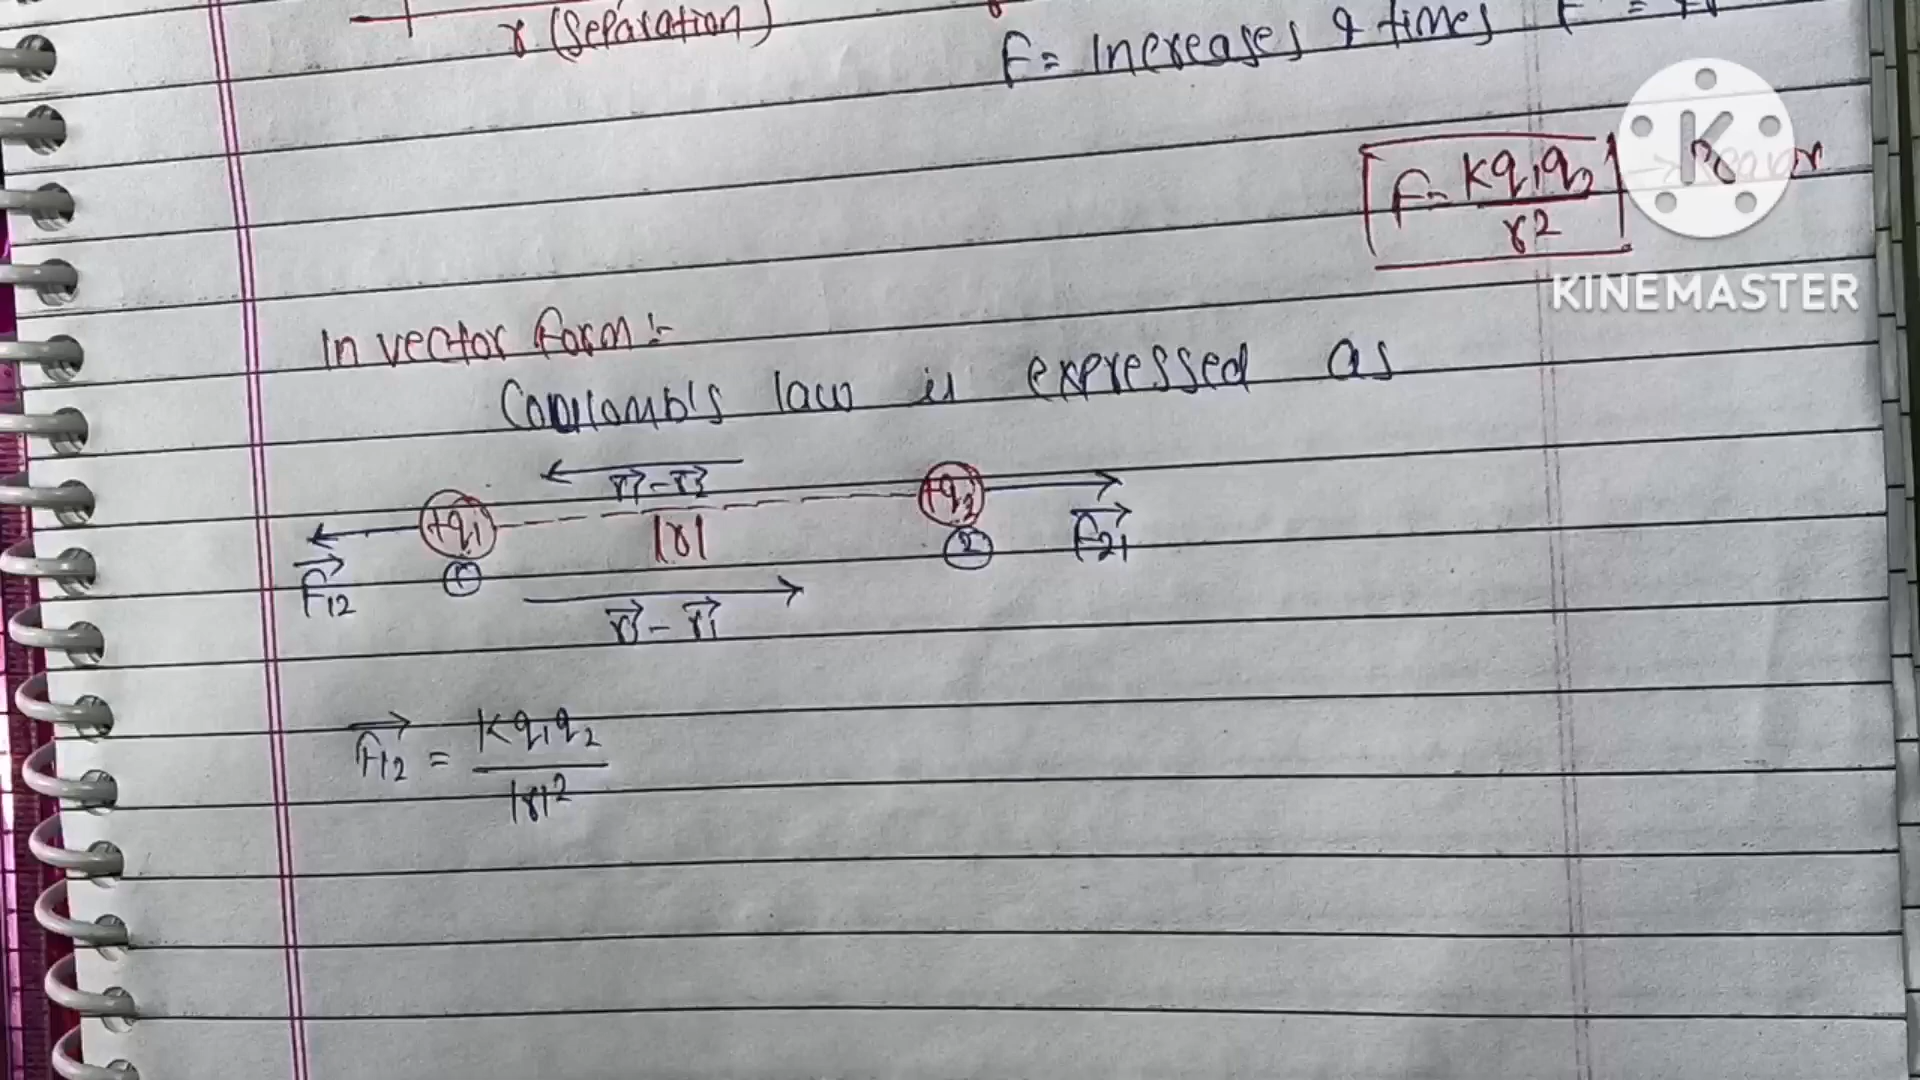 r (Separation)
F = Increases 9 times
F = Kq₁q₂ / r²
KINEMASTER
In vector form :-
Coulomb's law is expressed as
r₁ - r₂
+q₁ |r| +q₂
F₁₂ 1 2 F₂₁
r₂ - r₁
F₁₂ = Kq₁q₂ / |r|²